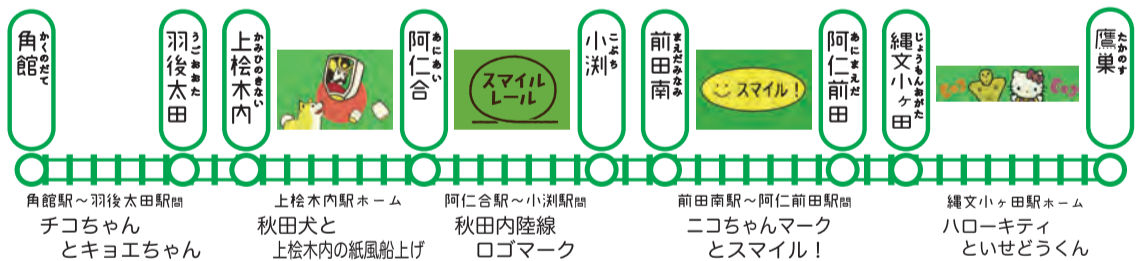 角館
かくのだて
羽後太田
うごおおた
上桧木内
かみひのきない
阿仁合
あにあい
スマイル
レール
小渕
こぶち
前田南
まえだみなみ
スマイル！
阿仁前田
あにまえだ
縄文小ヶ田
じょうもんおがた
鷹巣
たかのす
角館駅～羽後太田駅間
チコちゃん
とキョエちゃん
上桧木内駅ホーム
秋田犬と
上桧木内の紙風船上げ
阿仁合駅～小渕駅間
秋田内陸線
ロゴマーク
前田南駅～阿仁前田駅間
ニコちゃんマーク
とスマイル！
縄文小ヶ田駅ホーム
ハローキティ
といせどうくん